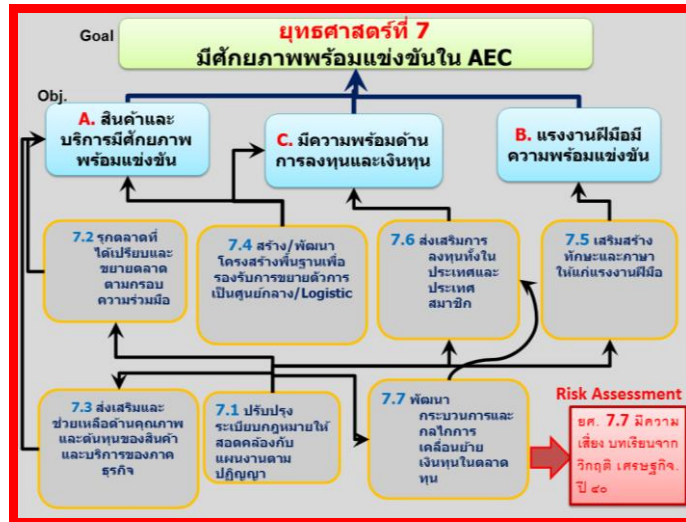 Goal
ยุทธศาสตร์ที่ 7
มีศักยภาพพร้อมแข่งขันใน AEC
Obj.
A. สินค้าและ
บริการมีศักยภาพ
พร้อมแข่งขัน
C. มีความพร้อมด้าน
การลงทุนและเงินทุน
B. แรงงานฝีมือมี
ความพร้อมแข่งขัน
7.2 รุกตลาดที่
ได้เปรียบและ
ขยายตลาด
ตามกรอบ
ความร่วมมือ
7.4 สร้าง/พัฒนา
โครงสร้างพื้นฐานเพื่อ
รองรับการขยายตัวการ
เป็นศูนย์กลาง/Logistic
7.6 ส่งเสริมการ
ลงทุนทั้งใน
ประเทศและ
ประเทศ
สมาชิก
7.5 เสริมสร้าง
ทักษะและภาษา
ให้แก่แรงงานฝีมือ
7.3 ส่งเสริมและ
ช่วยเหลือด้านคุณภาพ
และต้นทุนของสินค้า
และบริการของภาค
ธุรกิจ
7.1 ปรับปรุง
ระเบียบกฎหมายให้
สอดคล้องกับ
แผนงานตาม
ปฏิญญา
7.7 พัฒนา
กระบวนการและ
กลไกการ
เคลื่อนย้าย
เงินทุนในตลาด
ทุน
Risk Assessment
ยศ. 7.7 มีความ
เสี่ยง บทเรียนจาก
วิกฤติ เศรษฐกิจ.
ปี ๔๐